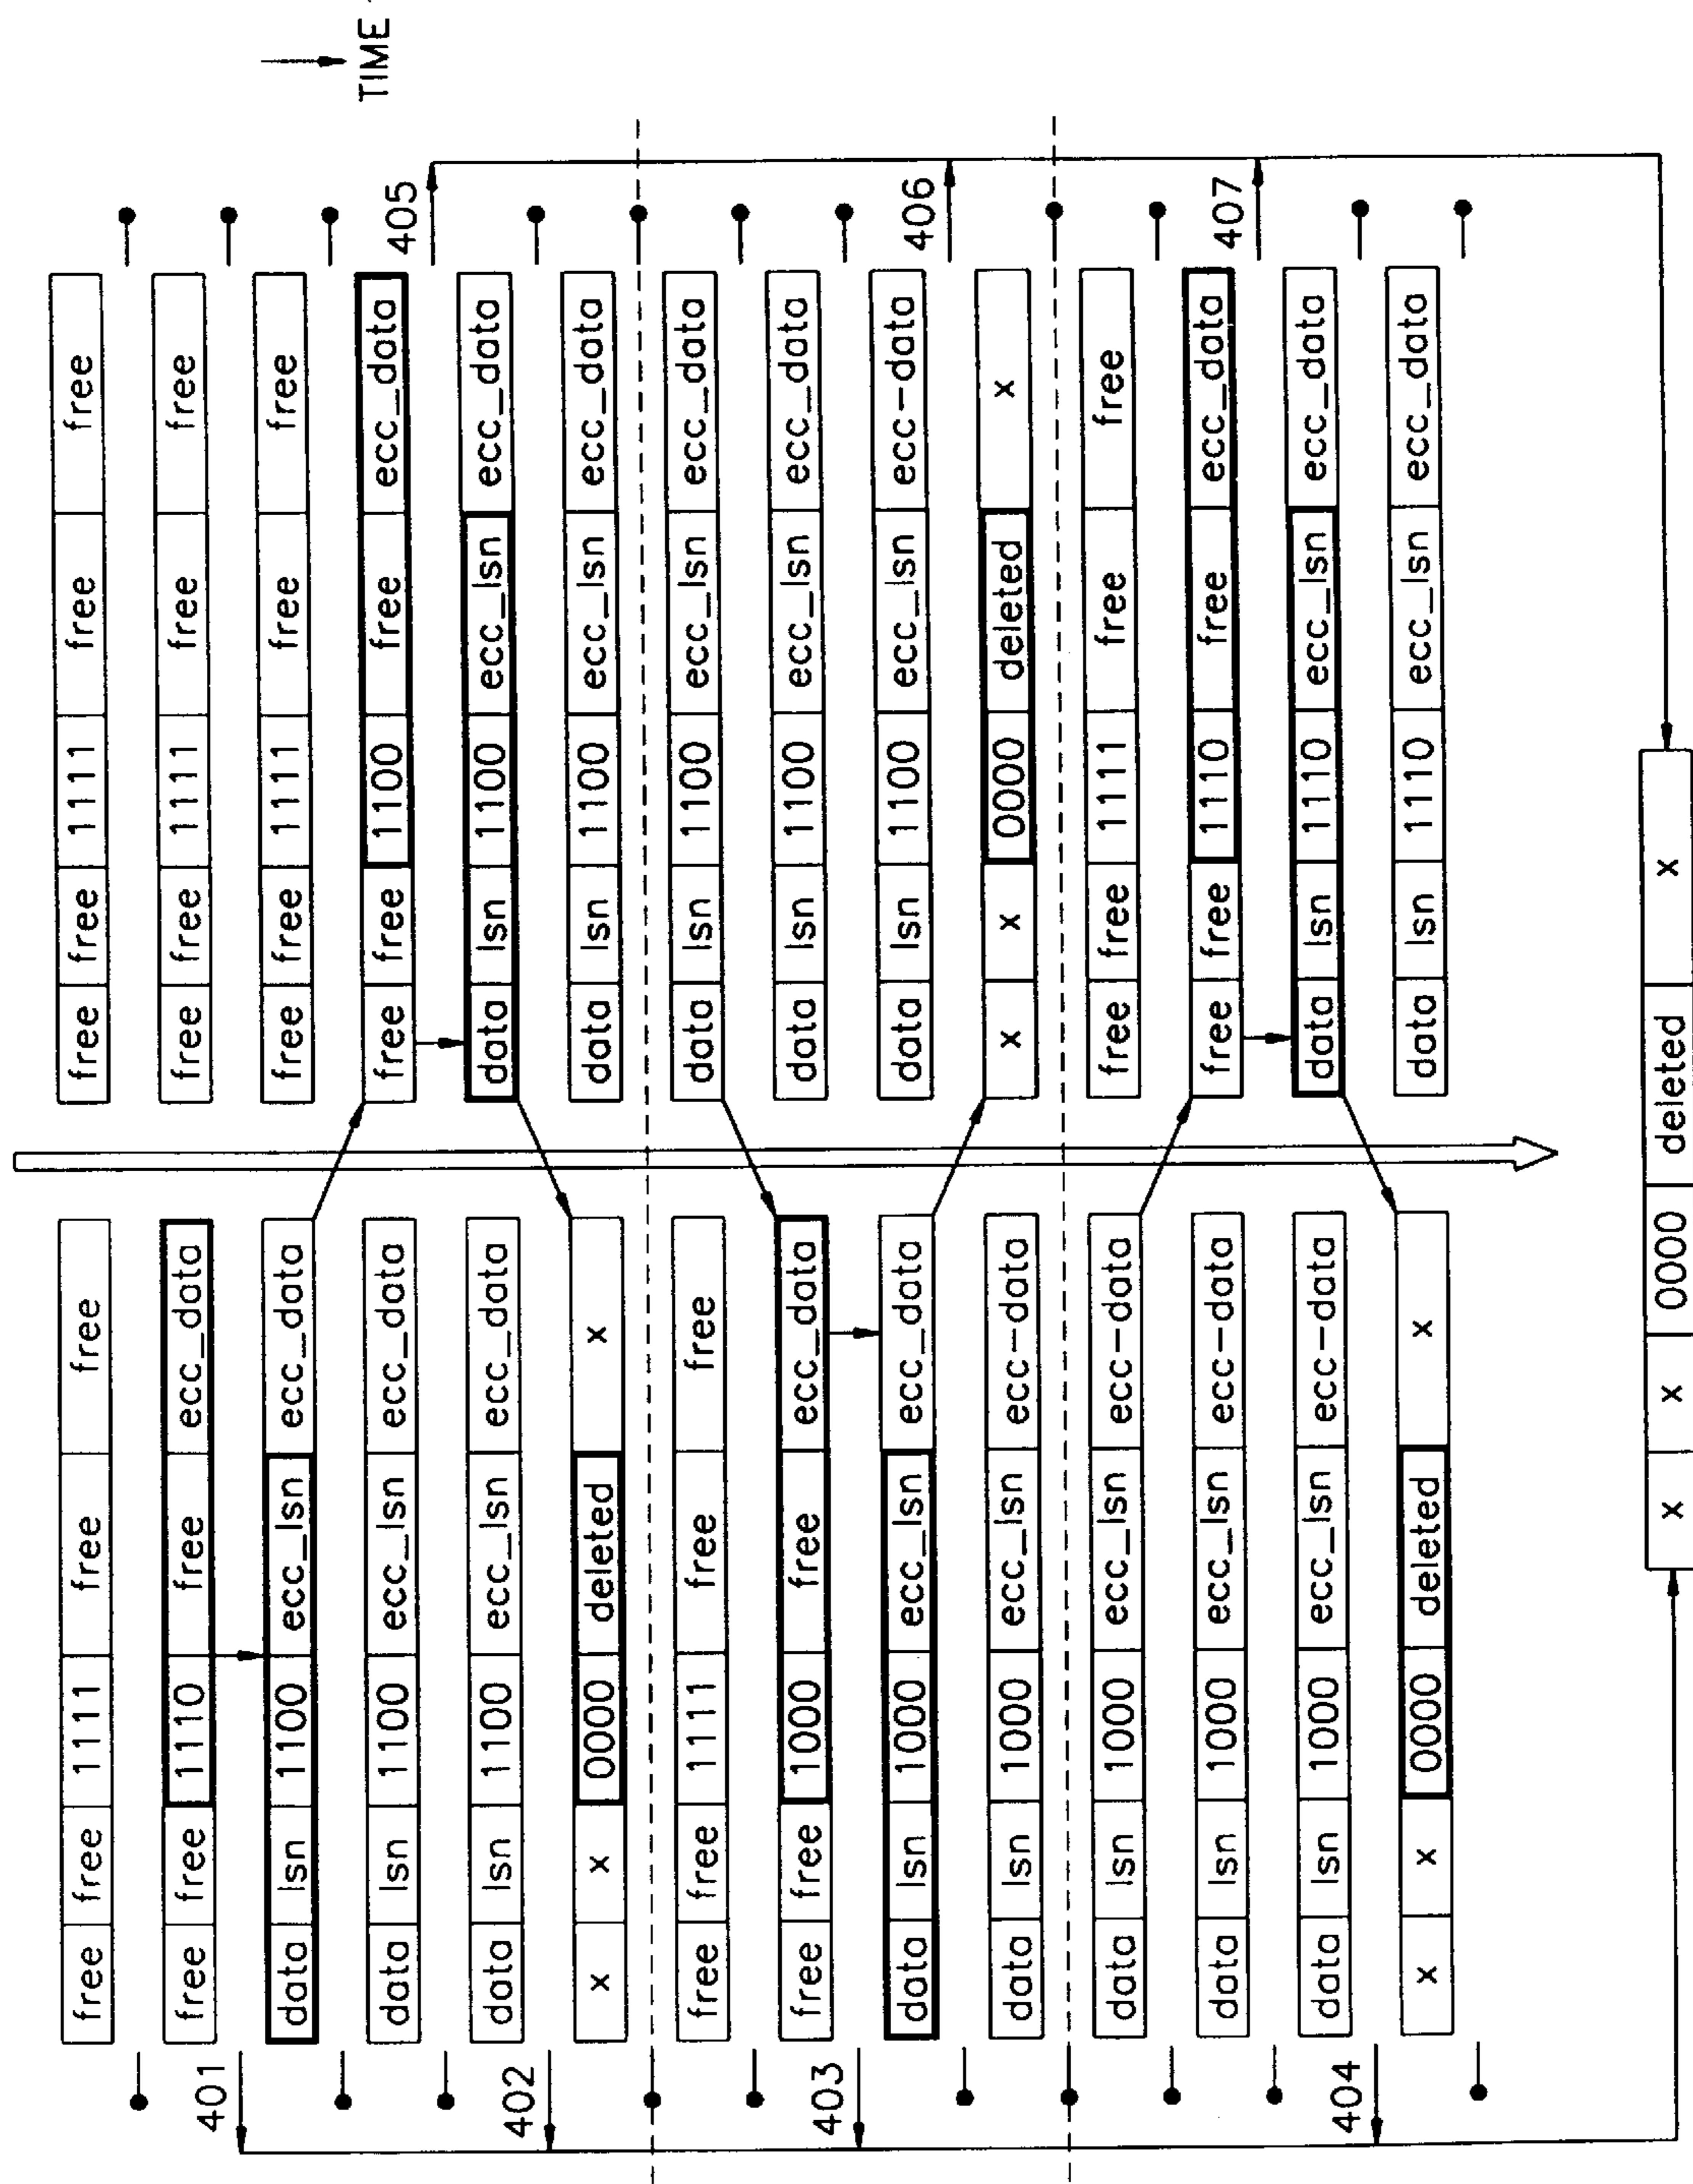 free free 1111 free free free free 1111 free free
free free 1110 free ecc_data free free 1111 free free
401
data lsn 1100 ecc_lsn ecc_data free free 1111 free free
TIME
data lsn 1100 ecc_lsn ecc_data free free 1100 free ecc_data
405
data lsn 1100 ecc_lsn ecc_data data lsn 1100 ecc_lsn ecc_data
402
x x 0000 deleted x data lsn 1100 ecc_lsn ecc_data
free free 1111 free free data lsn 1100 ecc_lsn ecc_data
free free 1000 free ecc_data data lsn 1100 ecc_lsn ecc_data
403
data lsn 1000 ecc_lsn ecc_data data lsn 1100 ecc_lsn ecc-data
406
data lsn 1000 ecc_lsn ecc-data x x 0000 deleted x
data lsn 1000 ecc_lsn ecc-data free free 1111 free free
data lsn 1000 ecc_lsn ecc-data free free 1110 free ecc_data
407
data lsn 1000 ecc_lsn ecc-data data lsn 1110 ecc_lsn ecc_data
404
x x 0000 deleted x data lsn 1110 ecc_lsn ecc_data
x x 0000 deleted x